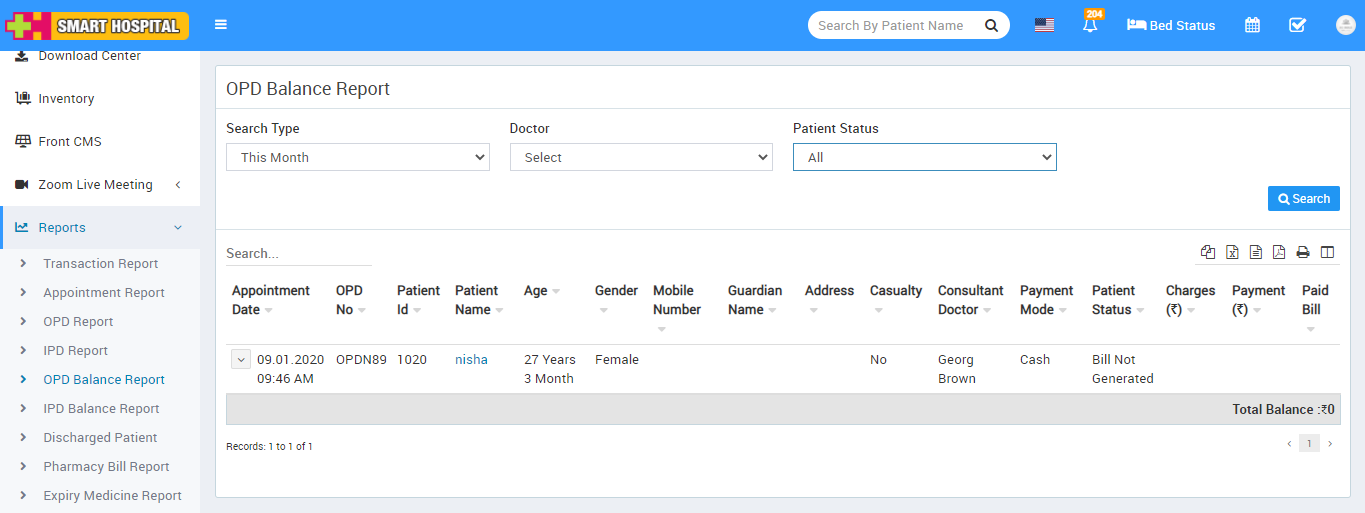 SMART HOSPITAL
Search By Patient Name
204
Bed Status
Download Center
Inventory
Front CMS
Zoom Live Meeting
Reports
Transaction Report
Appointment Report
OPD Report
IPD Report
OPD Balance Report
IPD Balance Report
Discharged Patient
Pharmacy Bill Report
Expiry Medicine Report
OPD Balance Report
Search Type
Doctor
Patient Status
This Month
Select
All
Search
Search...
Appointment Date
OPD No
Patient Id
Patient Name
Age
Gender
Mobile Number
Guardian Name
Address
Casualty
Consultant Doctor
Payment Mode
Patient Status
Charges (₹)
Payment (₹)
Paid Bill
09.01.2020 09:46 AM
OPDN89
1020
nisha
27 Years 3 Month
Female
No
Georg Brown
Cash
Bill Not Generated
Total Balance :₹0
Records: 1 to 1 of 1
1